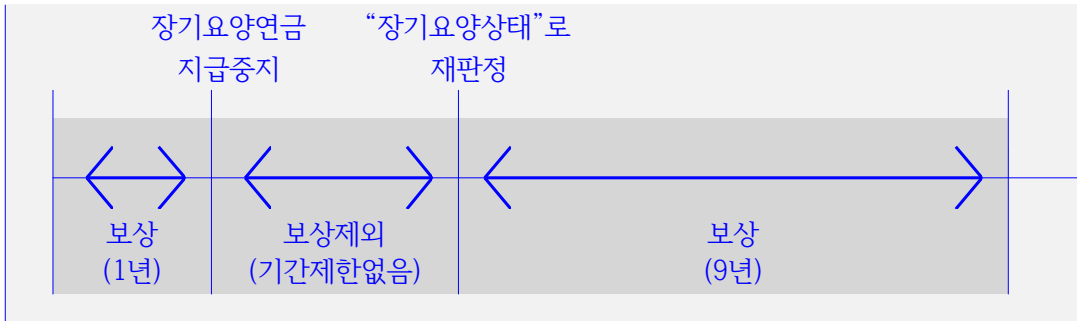 장기요양연금
지급중지
“장기요양상태”로
재판정
보상
(1년)
보상제외
(기간제한없음)
보상
(9년)